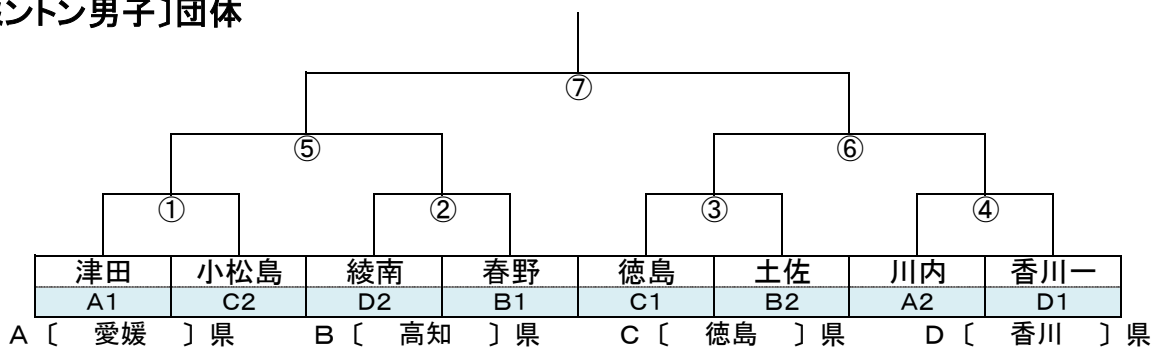 ミントン男子〕団体
⑦
⑤ ⑥
① ② ③ ④
津田 小松島 綾南 春野 徳島 土佐 川内 香川一
A1 C2 D2 B1 C1 B2 A2 D1
A 〔 愛媛 〕県 B 〔 高知 〕県 C 〔 徳島 〕県 D 〔 香川 〕県